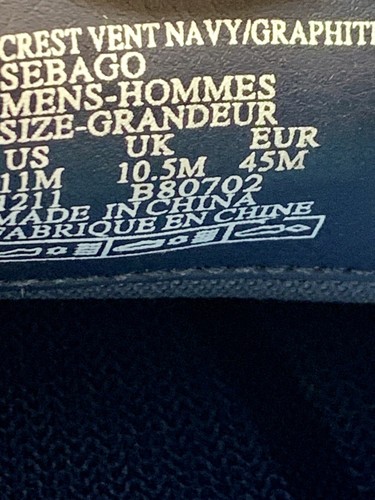 CREST VENT NAVY/GRAPHITE
SEBAGO
MENS-HOMMES
SIZE-GRANDEUR
US UK EUR
11M 10.5M 45M
1211 B80702
MADE IN CHINA
FABRIQUE EN CHINE